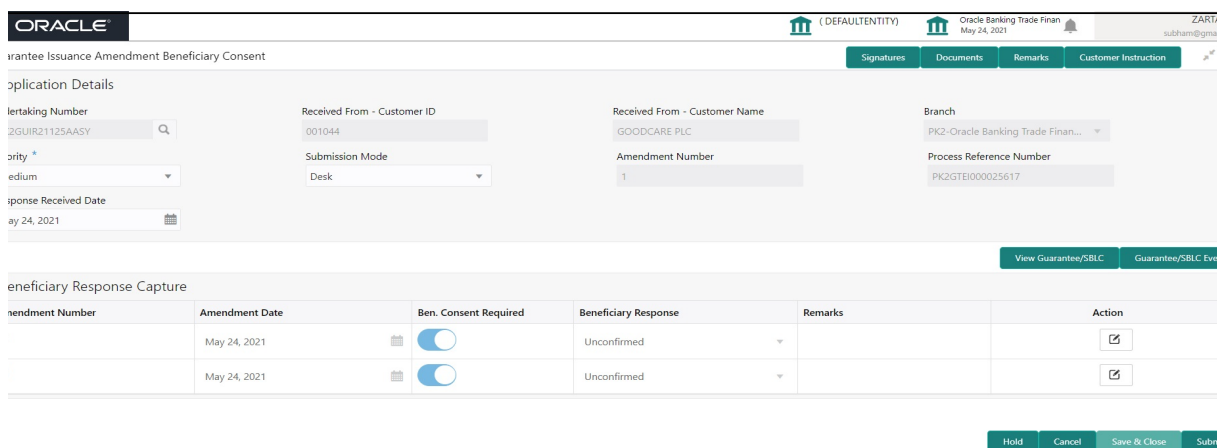 ORACLE
( DEFAULTENTITY)
Oracle Banking Trade Finan
May 24, 2021
ZARTA
subham@gma
arantee Issuance Amendment Beneficiary Consent
Signatures
Documents
Remarks
Customer Instruction
pplication Details
dertaking Number
Received From - Customer ID
Received From - Customer Name
Branch
2GUIR21125AASY
001044
GOODCARE PLC
PK2-Oracle Banking Trade Finan...
ority *
Submission Mode
Amendment Number
Process Reference Number
edium
Desk
1
PK2GTEI000025617
sponse Received Date
ay 24, 2021
View Guarantee/SBLC
Guarantee/SBLC Eve
eneficiary Response Capture
nendment Number
Amendment Date
Ben. Consent Required
Beneficiary Response
Remarks
Action
May 24, 2021
Unconfirmed
May 24, 2021
Unconfirmed
Hold
Cancel
Save & Close
Subm